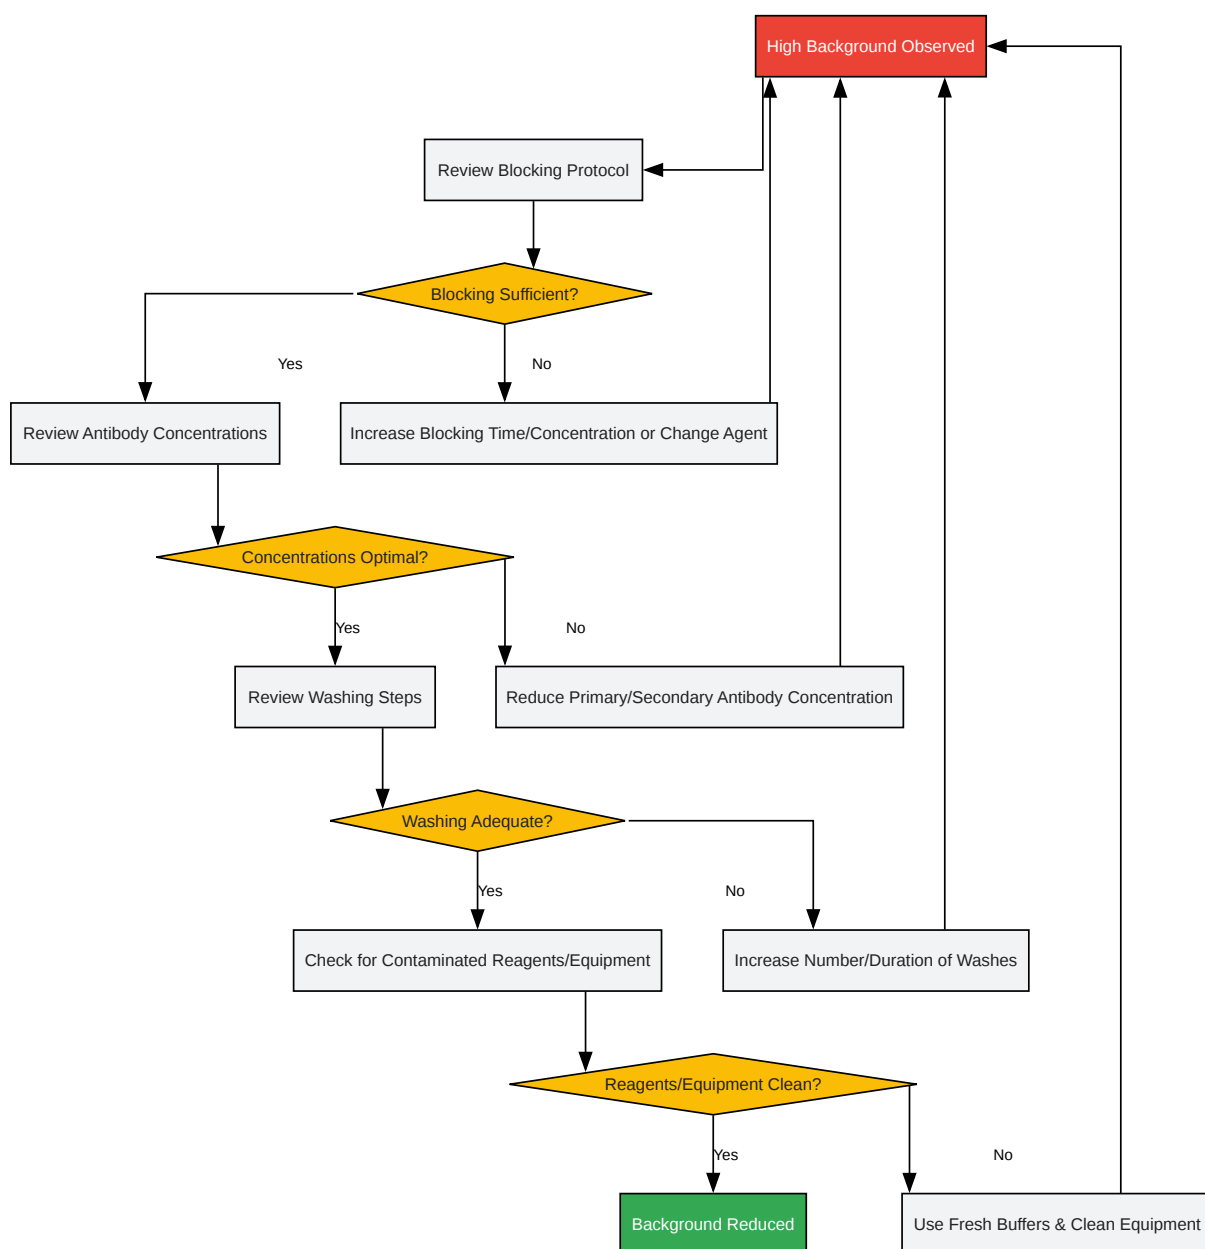 High Background Observed
Review Blocking Protocol
Blocking Sufficient?
Yes
No
Review Antibody Concentrations
Increase Blocking Time/Concentration or Change Agent
Concentrations Optimal?
Yes
No
Review Washing Steps
Reduce Primary/Secondary Antibody Concentration
Washing Adequate?
Yes
No
Check for Contaminated Reagents/Equipment
Increase Number/Duration of Washes
Reagents/Equipment Clean?
Yes
No
Background Reduced
Use Fresh Buffers & Clean Equipment